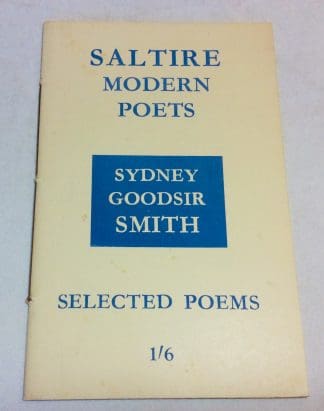 SALTIRE
MODERN
POETS
SYDNEY
GOODSIR
SMITH
SELECTED POEMS
1/6